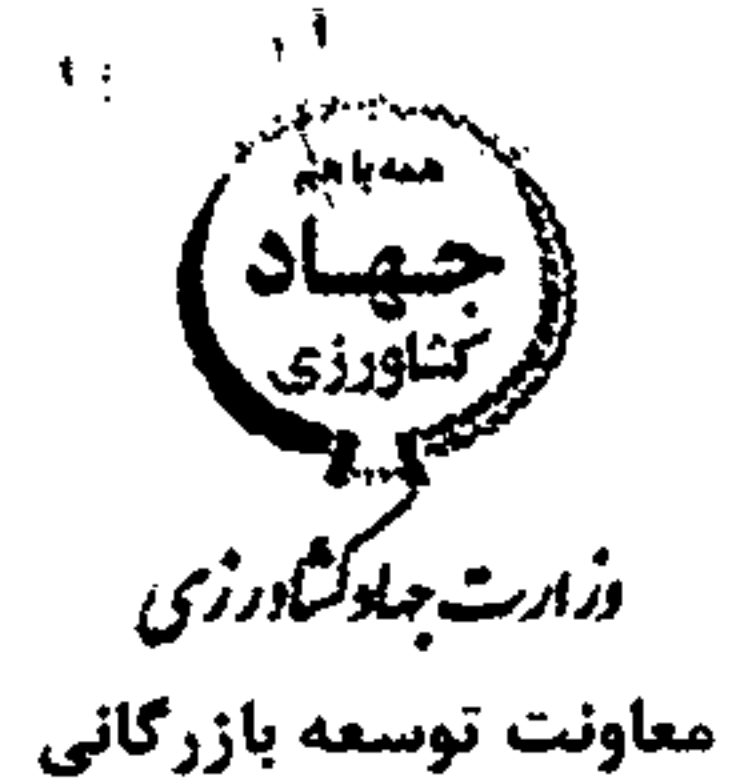 همه با هم
جهاد
کشاورزی
وزارت جهاد کشاورزی
معاونت توسعه بازرگانی